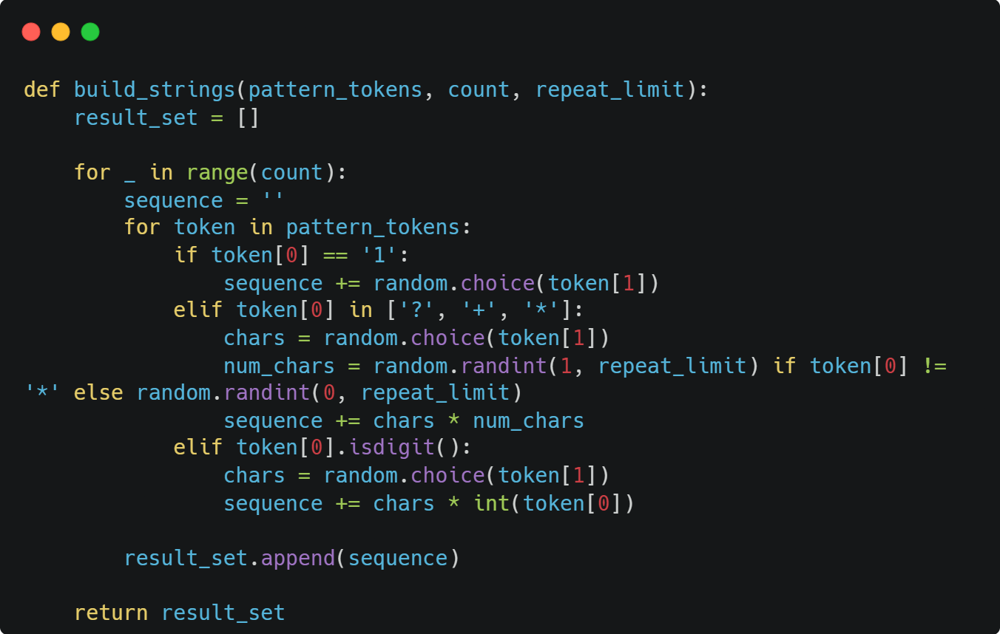 def build_strings(pattern_tokens, count, repeat_limit):
    result_set = []

    for _ in range(count):
        sequence = ''
        for token in pattern_tokens:
            if token[0] == '1':
                sequence += random.choice(token[1])
            elif token[0] in ['?', '+', '*']:
                chars = random.choice(token[1])
                num_chars = random.randint(1, repeat_limit) if token[0] !=
'*' else random.randint(0, repeat_limit)
                sequence += chars * num_chars
            elif token[0].isdigit():
                chars = random.choice(token[1])
                sequence += chars * int(token[0])

        result_set.append(sequence)

    return result_set